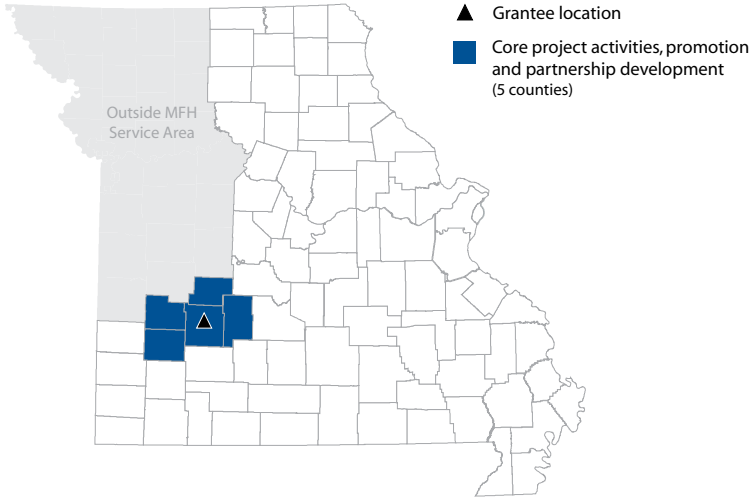 Grantee location
Core project activities, promotion
and partnership development
(5 counties)
Outside MFH
Service Area